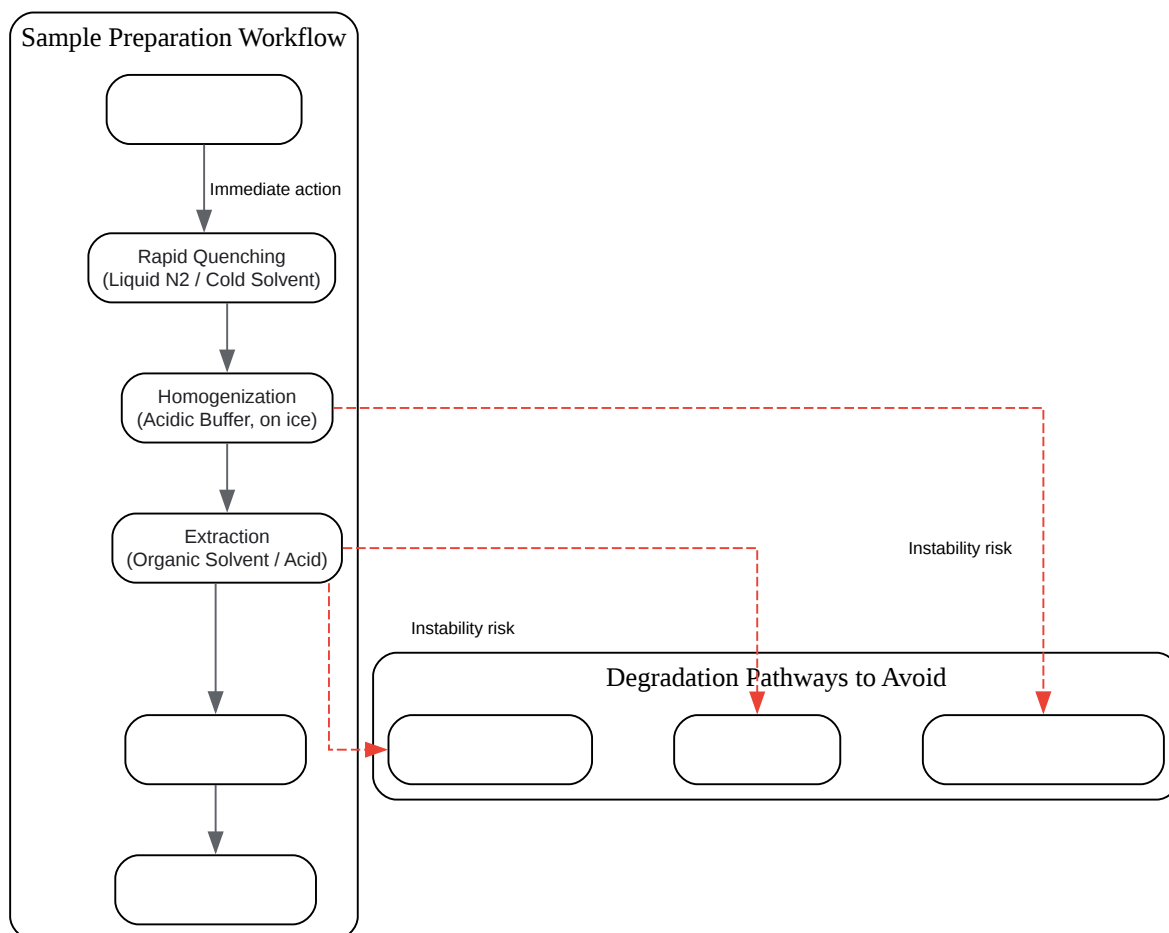 Sample Preparation Workflow
Immediate action
Rapid Quenching
(Liquid N2 / Cold Solvent)
Homogenization
(Acidic Buffer, on ice)
Extraction
(Organic Solvent / Acid)
Instability risk
Instability risk
Degradation Pathways to Avoid